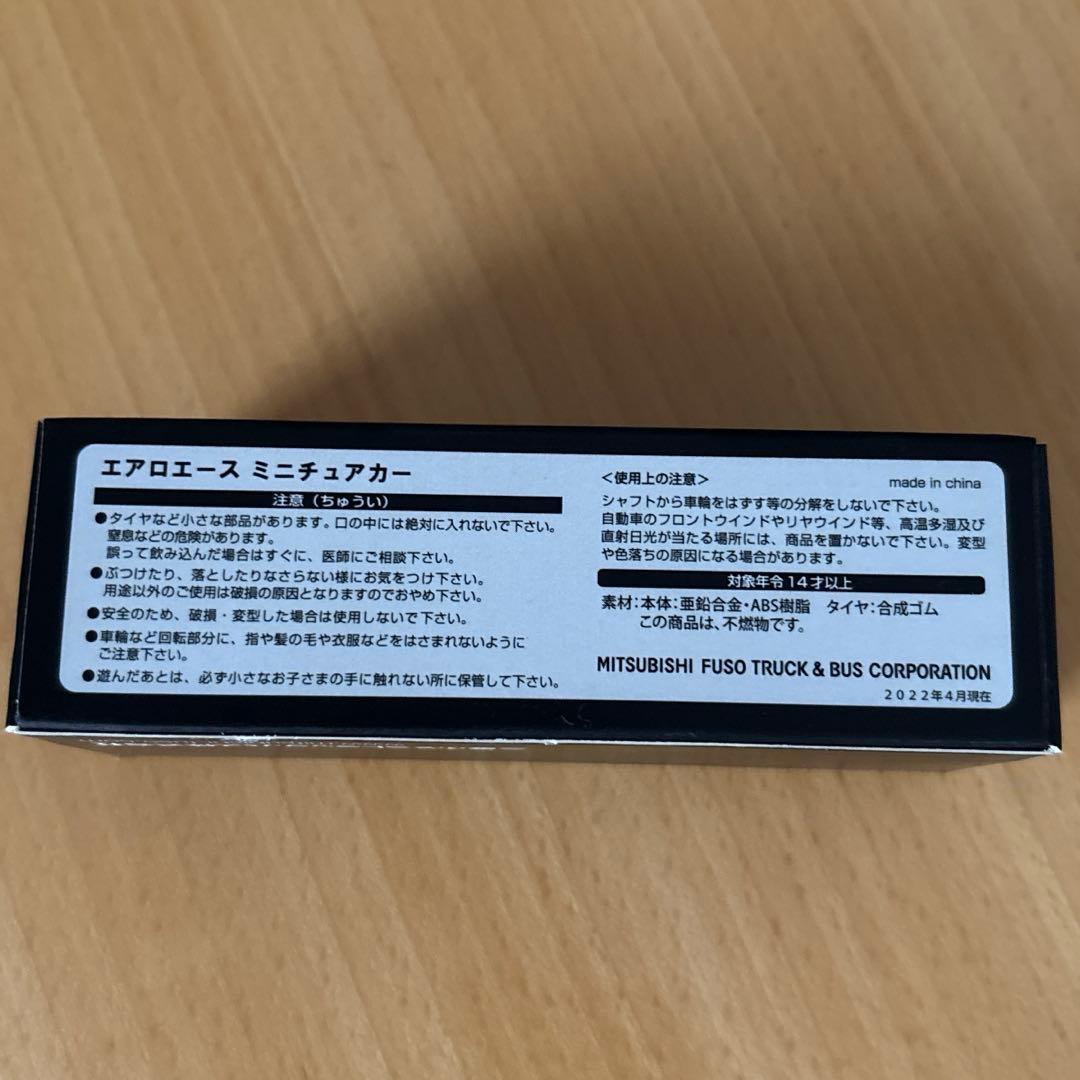 エアロエース ミニチュアカー
注意（ちゅうい）
●タイヤなど小さな部品があります。口の中には絶対に入れないで下さい。
窒息などの危険があります。
誤って飲み込んだ場合はすぐに、医師にご相談下さい。
●ぶつけたり、落としたりなさらない様にお気をつけ下さい。
用途以外のご使用は破損の原因となりますのでおやめ下さい。
●安全のため、破損・変型した場合は使用しないで下さい。
●車輪など回転部分に、指や髪の毛や衣服などをはさまれないように
ご注意下さい。
●遊んだあとは、必ず小さなお子さまの手に触れない所に保管して下さい。
＜使用上の注意＞
made in china
シャフトから車輪をはずす等の分解をしないで下さい。
自動車のフロントウインドやリヤウインド等、高温多湿及び
直射日光が当たる場所には、商品を置かないで下さい。変型
や色落ちの原因になる場合があります。
対象年令14才以上
素材：本体：亜鉛合金・ABS樹脂 タイヤ：合成ゴム
この商品は、不燃物です。
MITSUBISHI FUSO TRUCK & BUS CORPORATION
2022年4月現在